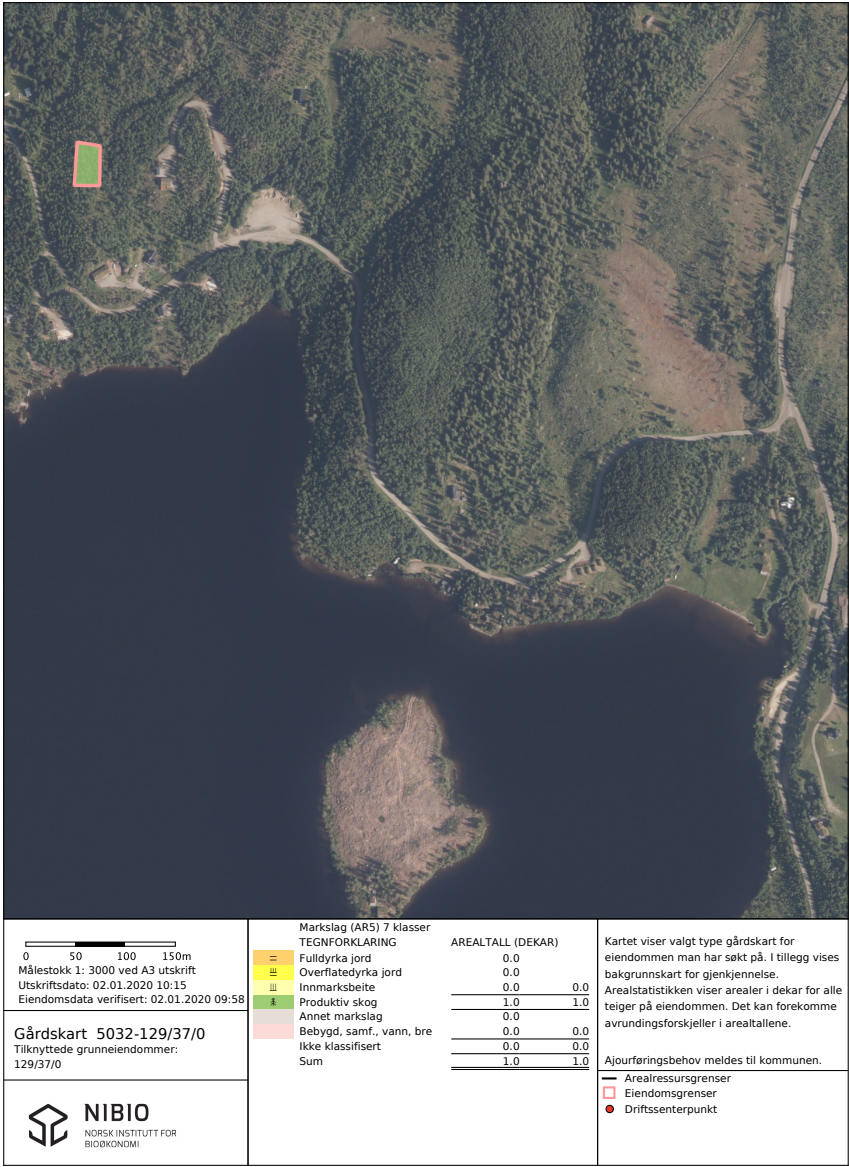 0 50 100 150m
Målestokk 1: 3000 ved A3 utskrift
Utskriftsdato: 02.01.2020 10:15
Eiendomsdata verifisert: 02.01.2020 09:58
Gårdskart 5032-129/37/0
Tilknyttede grunneiendommer:
129/37/0
NIBIO
NORSK INSTITUTT FOR
BIOØKONOMI
Markslag (AR5) 7 klasser
TEGNFORKLARING AREALTALL (DEKAR)
Fulldyrka jord 0.0
Overflatedyrka jord 0.0
Innmarksbeite 0.0 0.0
Produktiv skog 1.0 1.0
Annet markslag 0.0
Bebygd, samf., vann, bre 0.0 0.0
Ikke klassifisert 0.0 0.0
Sum 1.0 1.0
Kartet viser valgt type gårdskart for
eiendommen man har søkt på. I tillegg vises
bakgrunnskart for gjenkjennelse.
Arealstatistikken viser arealer i dekar for alle
teiger på eiendommen. Det kan forekomme
avrundingsforskjeller i arealtallene.
Ajourføringsbehov meldes til kommunen.
Arealressursgrenser
Eiendomsgrenser
Driftssenterpunkt